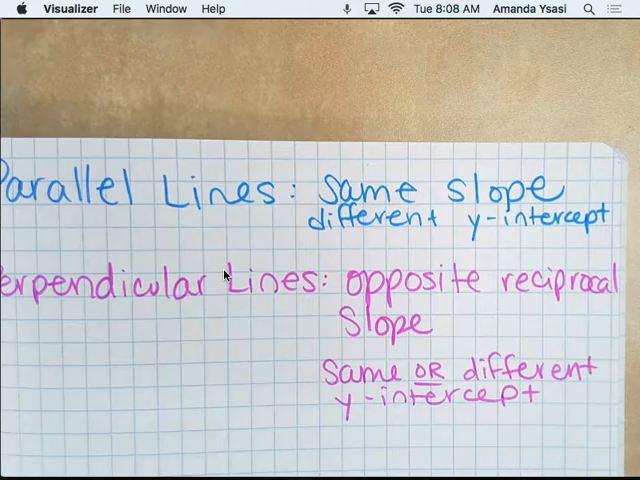 Visualizer File Window Help Tue 8:08 AM Amanda Ysasi
Parallel Lines: Same slope
different y-intercept
erpendicular Lines: opposite reciprocal
Slope
Same OR different
y-intercept